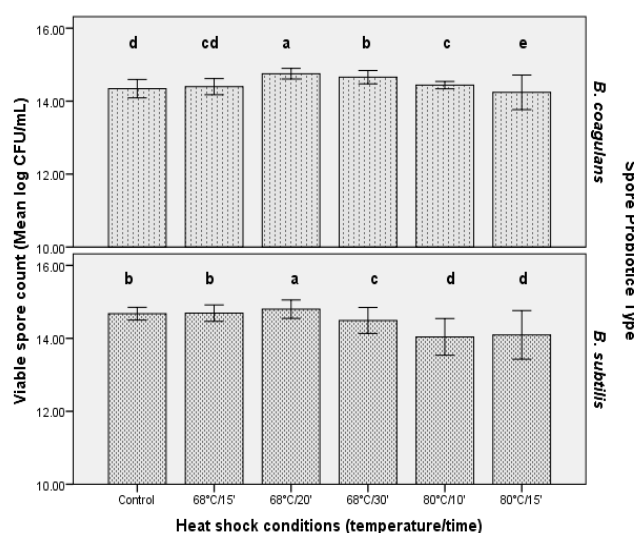 16.00
d cd a b c e
14.00
12.00
10.00
B. coagulans
16.00
b b a c d d
14.00
12.00
10.00
B. subtilis
Viable spore count (Mean log CFU/mL)
Spore Probiotic Type
Control 68°C/15' 68°C/20' 68°C/30' 80°C/10' 80°C/15'
Heat shock conditions (temperature/time)